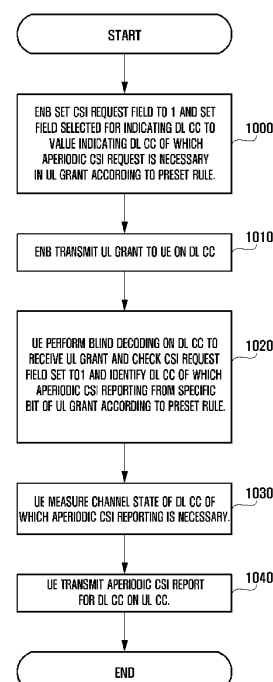 START
ENB SET CSI REQUEST FIELD TO 1 AND SET
FIELD SELECTED FOR INDICATING DL CC TO
VALUE INDICATING DL CC OF WHICH
APERIODIC CSI REQUEST IS NECESSARY
IN UL GRANT ACCORDING TO PRESET RULE.
1000
ENB TRANSMIT UL GRANT TO UE ON DL CC
1010
UE PERFORM BLIND DECODING ON DL CC TO
RECEIVE UL GRANT AND CHECK CSI REQUEST
FIELD SET TO1 AND IDENTIFY DL CC OF WHICH
APERIODIC CSI REPORTING FROM SPECIFIC
BIT OF UL GRANT ACCORDING TO PRESET RULE.
1020
UE MEASURE CHANNEL STATE OF DL CC OF
WHICH APERIODIC CSI REPORTING IS NECESSARY.
1030
UE TRANSMIT APERIODIC CSI REPORT
FOR DL CC ON UL CC.
1040
END